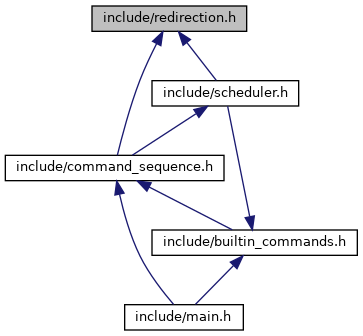 include/redirection.h
include/scheduler.h
include/command_sequence.h
include/builtin_commands.h
include/main.h